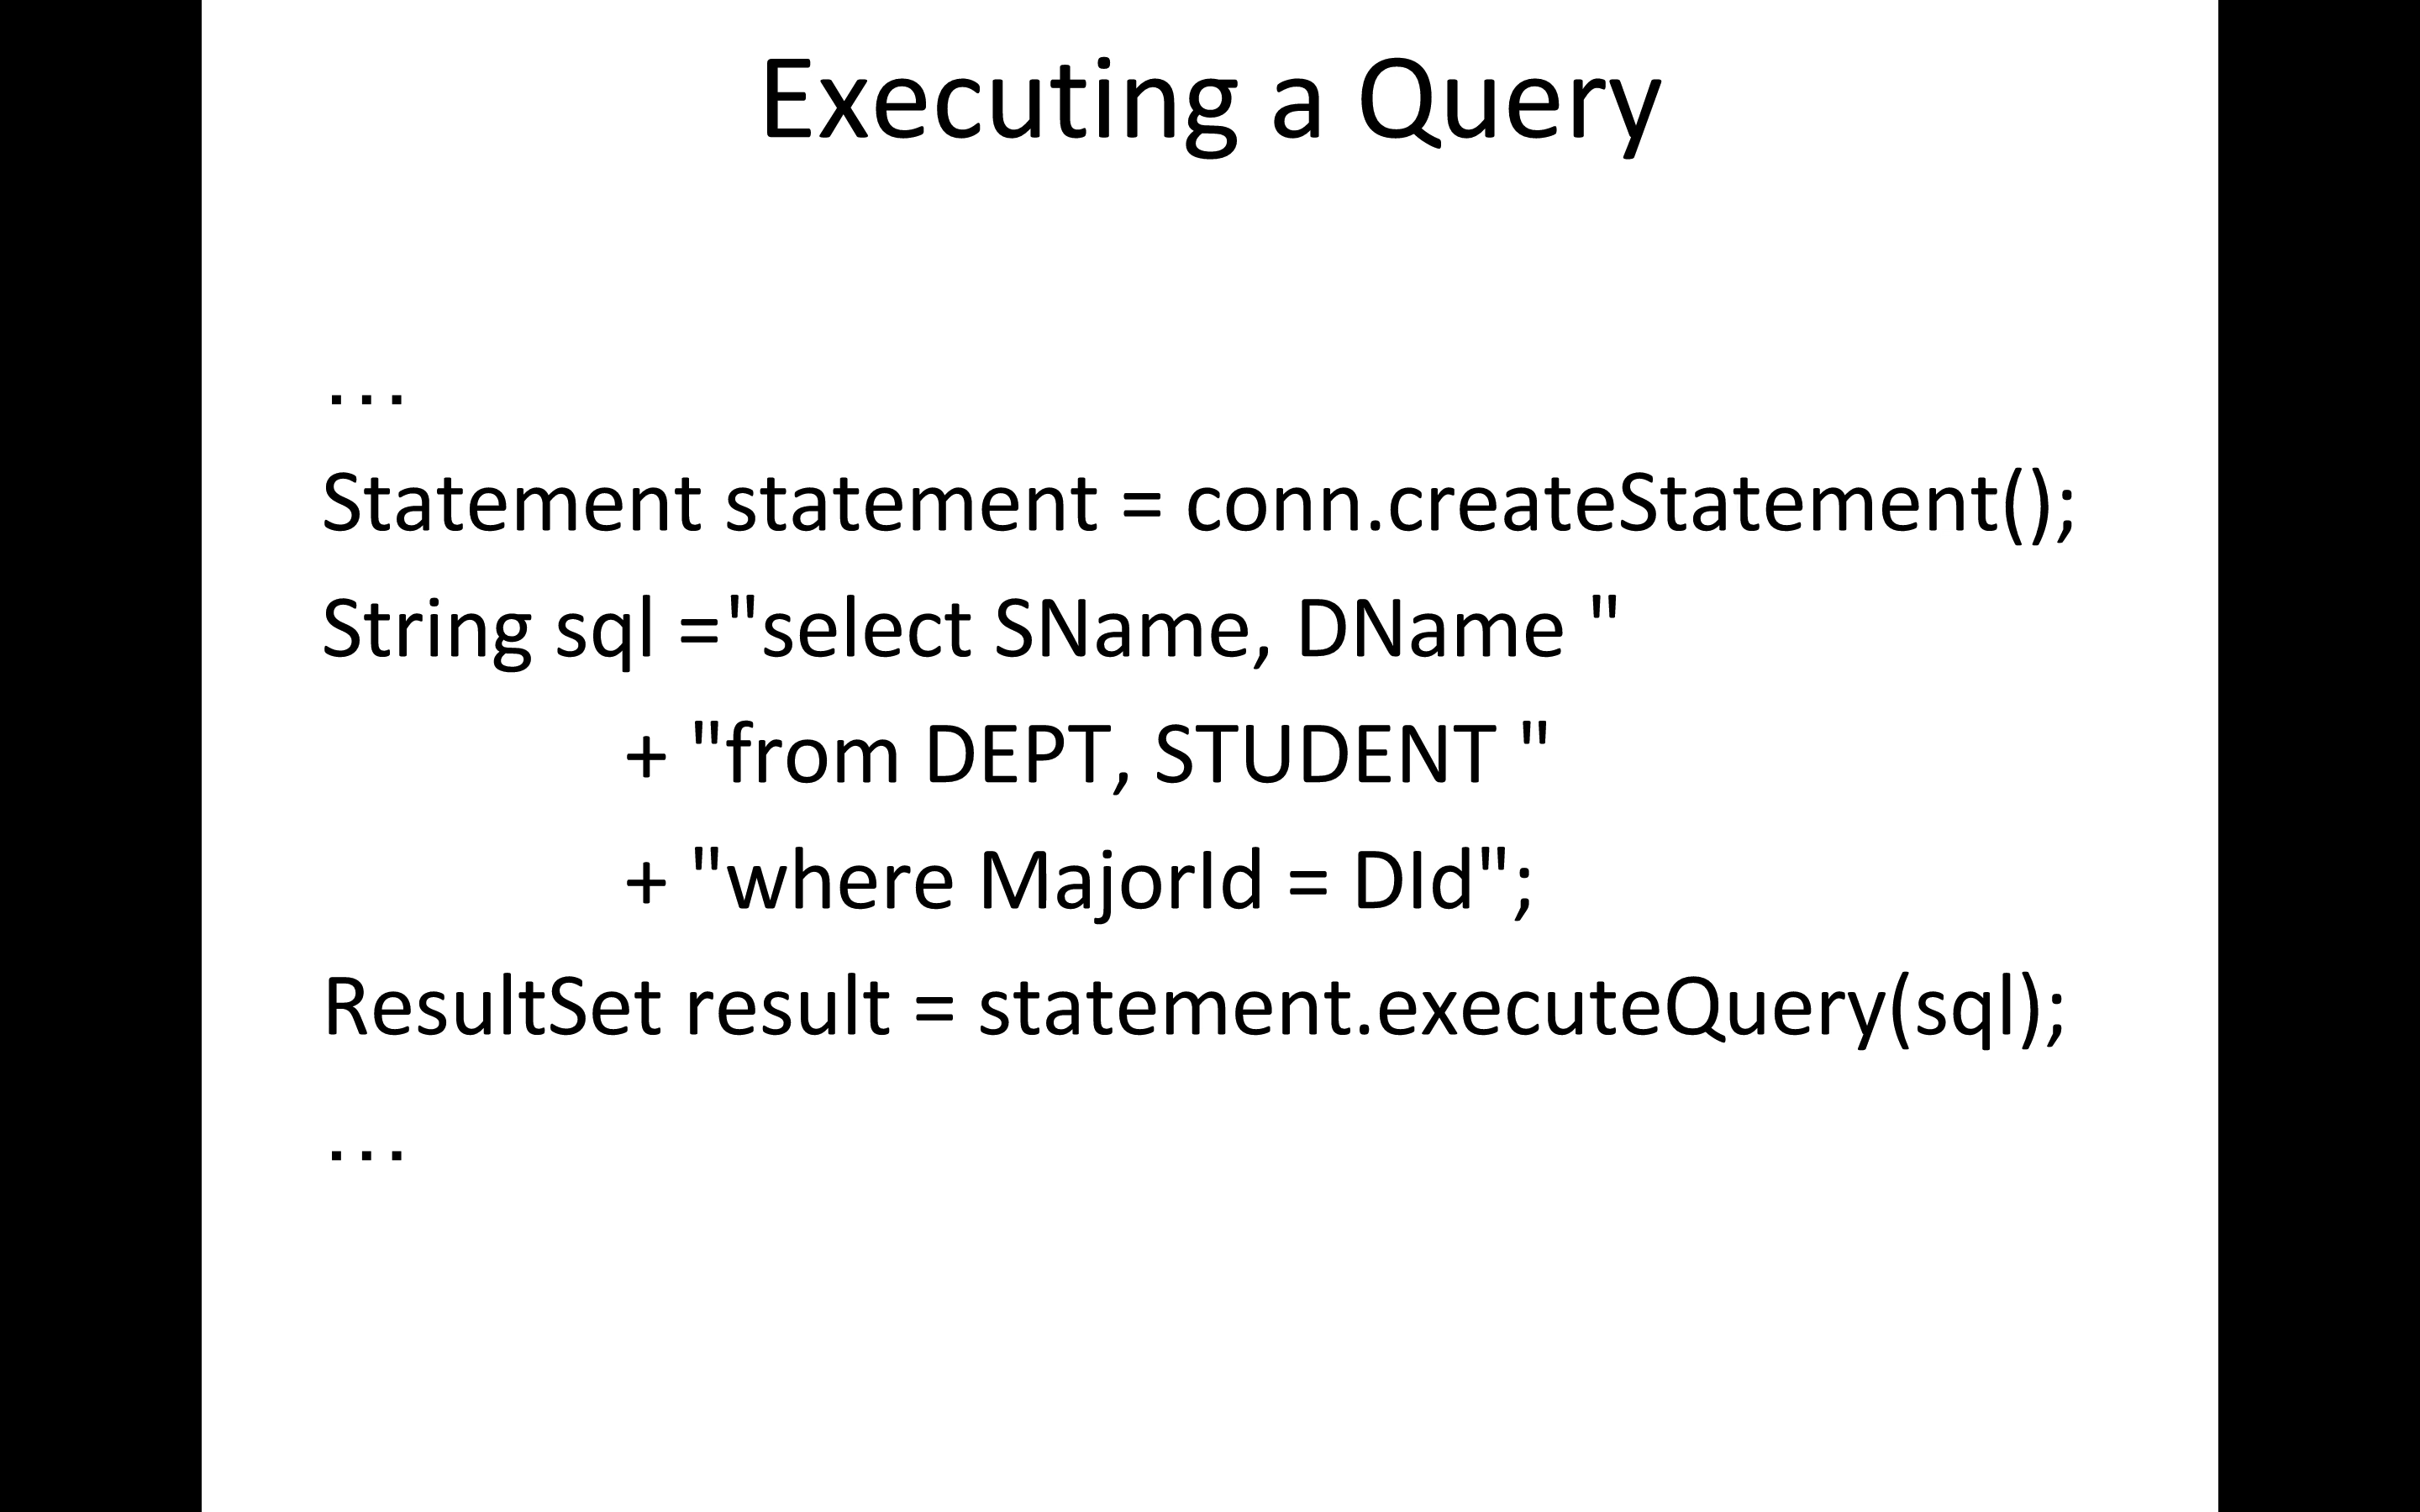 Executing a Query
...
Statement statement = conn.createStatement();
String sql ="select SName, DName "
+ "from DEPT, STUDENT "
+ "where MajorId = DId";
ResultSet result = statement.executeQuery(sql);
...